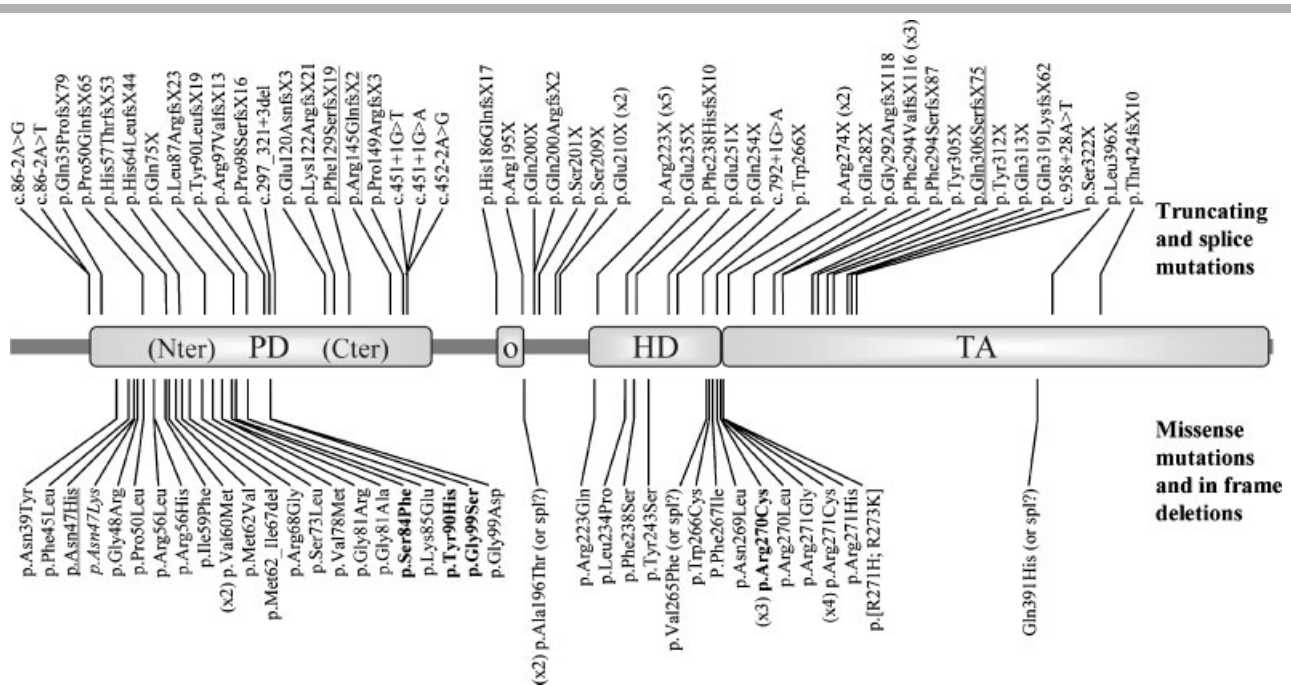 c.86-2A>G
c.86-2A>T
p.Gln35ProfsX79
p.Pro50GlnfsX65
p.His57ThrfsX53
p.His64LeufsX44
p.Gln75X
p.Leu87ArgfsX23
p.Tyr90LeufsX19
p.Arg97ValfsX13
p.Pro98SerfsX16
c.297_321+3del
p.Glu120AsnfsX3
p.Lys122ArgfsX21
p.Phe129SerfsX19
p.Arg145GlnfsX2
p.Pro149ArgfsX3
c.451+1G>T
c.451+1G>A
c.452-2A>G
p.His186GlnfsX17
p.Arg195X
p.Gln200X
p.Gln200ArgfsX2
p.Ser201X
p.Ser209X
p.Glu210X (x2)
p.Arg223X (x5)
p.Glu235X
p.Phe238HisfsX10
p.Glu251X
p.Gln254X
c.792+1G>A
p.Trp266X
p.Arg274X (x2)
p.Gln282X
p.Gly292ArgfsX118
p.Phe294ValfsX116 (x3)
p.Phe294SerfsX87
p.Tyr305X
p.Gln306SerfsX75
p.Tyr312X
p.Gln313X
p.Gln319LysfsX62
c.958+28A>T
p.Ser322X
p.Leu396X
p.Thr424fsX10
Truncating
and splice
mutations
(Nter) PD (Cter)
o
HD
TA
Missense
mutations
and in frame
deletions
p.Asn39Tyr
p.Phe45Leu
p.Asn47His
p.Asn47Lys
p.Gly48Arg
p.Pro50Leu
p.Arg56Leu
p.Arg56His
p.Ile59Phe
(x2) p.Val60Met
p.Met62Val
p.Met62_Ile67del
p.Arg68Gly
p.Ser73Leu
p.Val78Met
p.Gly81Arg
p.Gly81Ala
p.Ser84Phe
p.Lys85Glu
p.Tyr90His
p.Gly99Ser
p.Gly99Asp
(x2) p.Ala196Thr (or spl?)
p.Arg223Gln
p.Leu234Pro
p.Phe238Ser
p.Tyr243Ser
p.Val265Phe (or spl?)
p.Trp266Cys
P.Phe267Ile
p.Asn269Leu
(x3) p.Arg270Cys
p.Arg270Leu
p.Arg271Gly
(x4) p.Arg271Cys
p.Arg271His
p.[R271H; R273K]
Gln391His (or spl?)